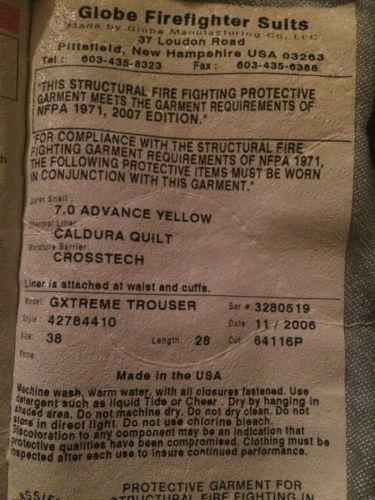 Globe Firefighter Suits
Made by Globe Manufacturing Co, LLC
37 Loudon Road
Pittsfield, New Hampshire USA 03263
Tel : 603-435-8323 Fax : 603-435-6388
"THIS STRUCTURAL FIRE FIGHTING PROTECTIVE
GARMENT MEETS THE GARMENT REQUIREMENTS OF
NFPA 1971, 2007 EDITION."
"FOR COMPLIANCE WITH THE STRUCTURAL FIRE
FIGHTING GARMENT REQUIREMENTS OF NFPA 1971,
THE FOLLOWING PROTECTIVE ITEMS MUST BE WORN
IN CONJUNCTION WITH THIS GARMENT."
Outer Shell :
7.0 ADVANCE YELLOW
Thermal Liner:
CALDURA QUILT
Moisture Barrier:
CROSSTECH
Liner is attached at waist and cuffs.
Model: GXTREME TROUSER Ser #: 3280519
Style : 42784410 Date 11 / 2006
Size: 38 Length: 28 Cut: 64116P
Name:
Made in the USA
Machine wash, warm water, with all closures fastened. Use
detergent such as liquid Tide or Cheer. Dry by hanging in
shaded area. Do not machine dry. Do not dry clean. Do not
store in direct light. Do not use chlorine bleach.
Discoloration to any component may be an indication that
protective qualities have been compromised. Clothing must be
inspected after each use to insure continued performance.
PROTECTIVE GARMENT FOR
STRUCTURAL FIRE FIGHTING IN